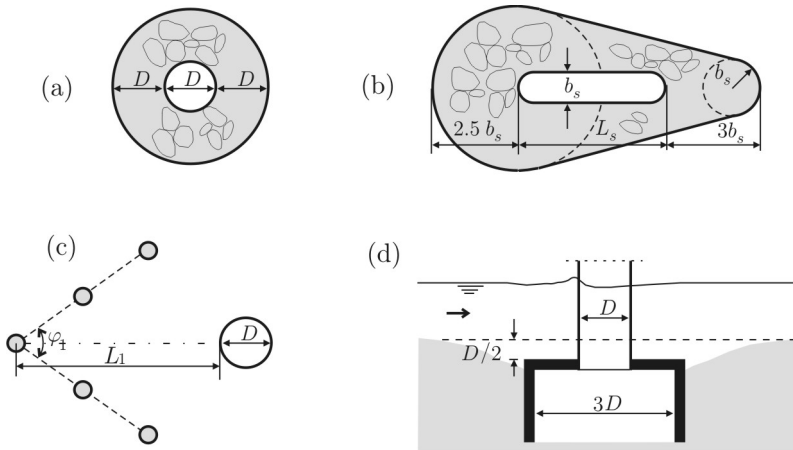 (a)
D D D
(b)
b_s
b_s
2.5 b_s L_s 3b_s
(c)
φ_1
L_1
D
(d)
D
D/2
3D